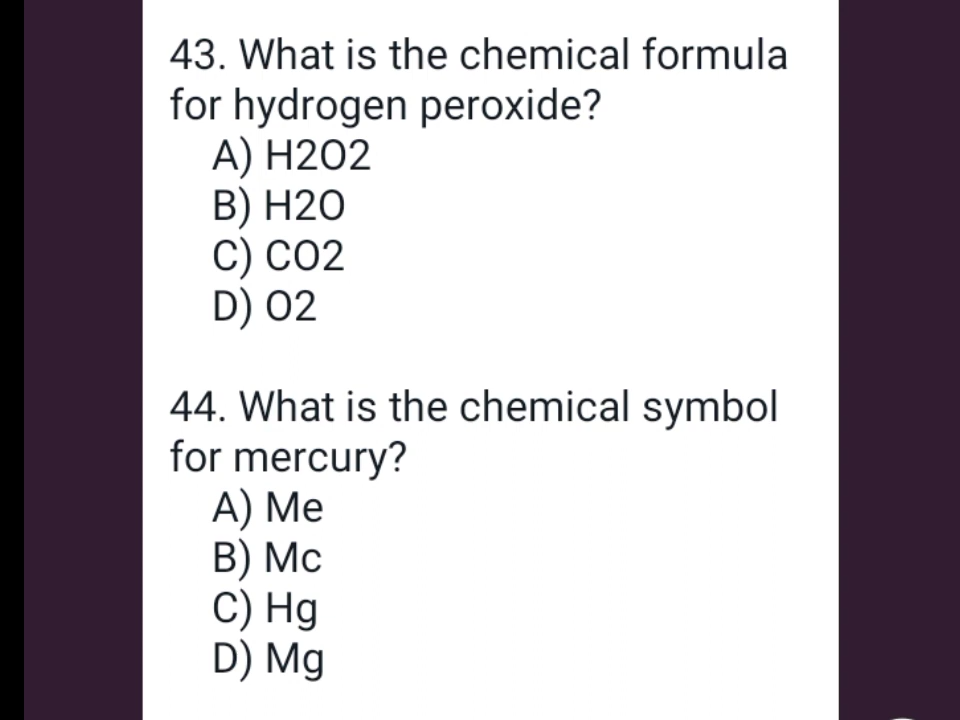 43. What is the chemical formula
for hydrogen peroxide?
A) H2O2
B) H2O
C) CO2
D) O2
44. What is the chemical symbol
for mercury?
A) Me
B) Mc
C) Hg
D) Mg